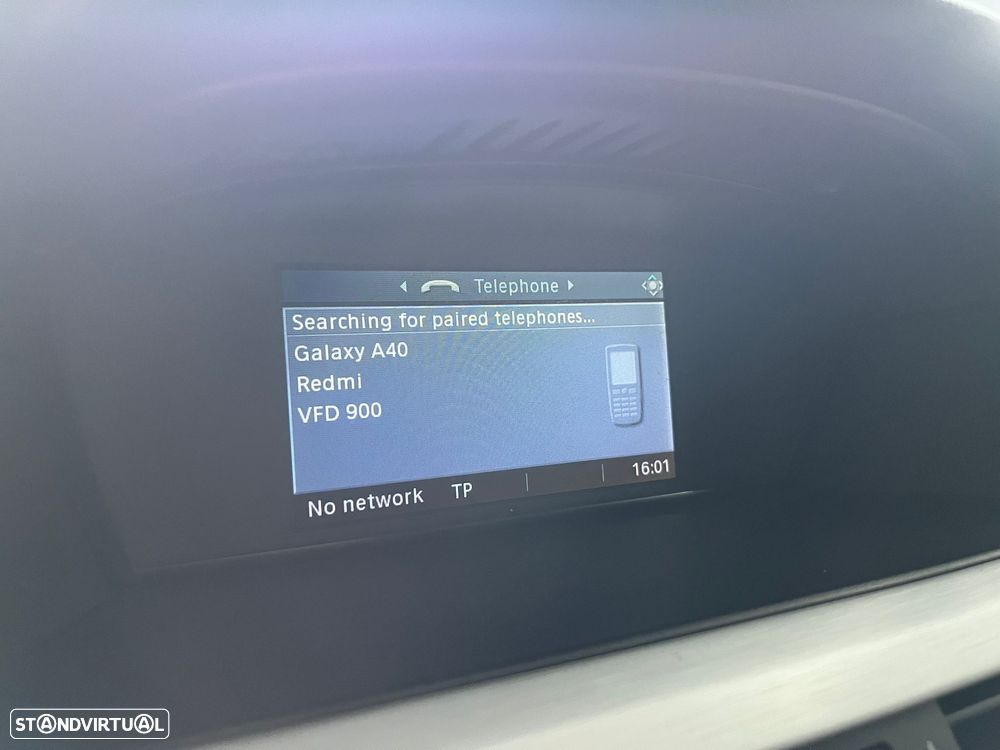 Telephone
Searching for paired telephones...
Galaxy A40
Redmi
VFD 900
No network TP 16:01
STANDVIRTUAL